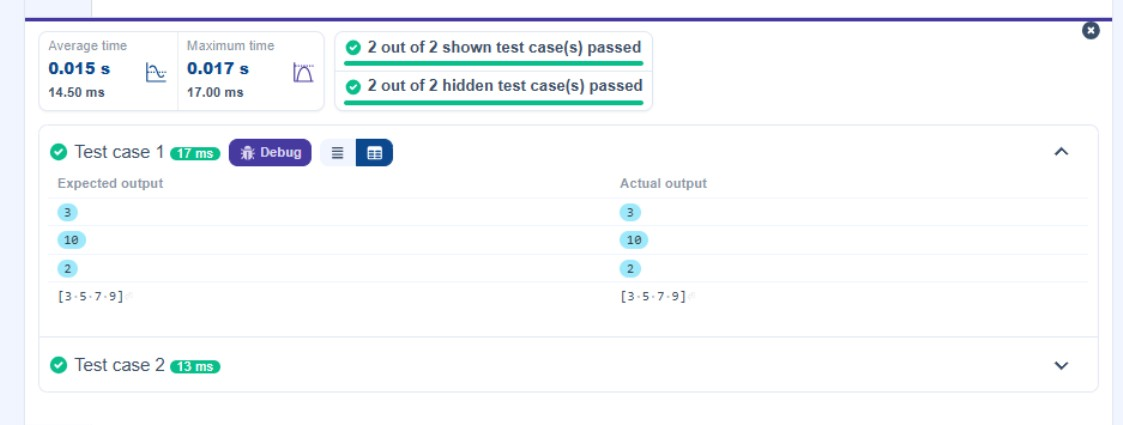 Average time
0.015 s
14.50 ms
Maximum time
0.017 s
17.00 ms
2 out of 2 shown test case(s) passed
2 out of 2 hidden test case(s) passed
Test case 1 17 ms Debug
Expected output Actual output
3 3
10 10
2 2
[3·5·7·9] [3·5·7·9]
Test case 2 13 ms